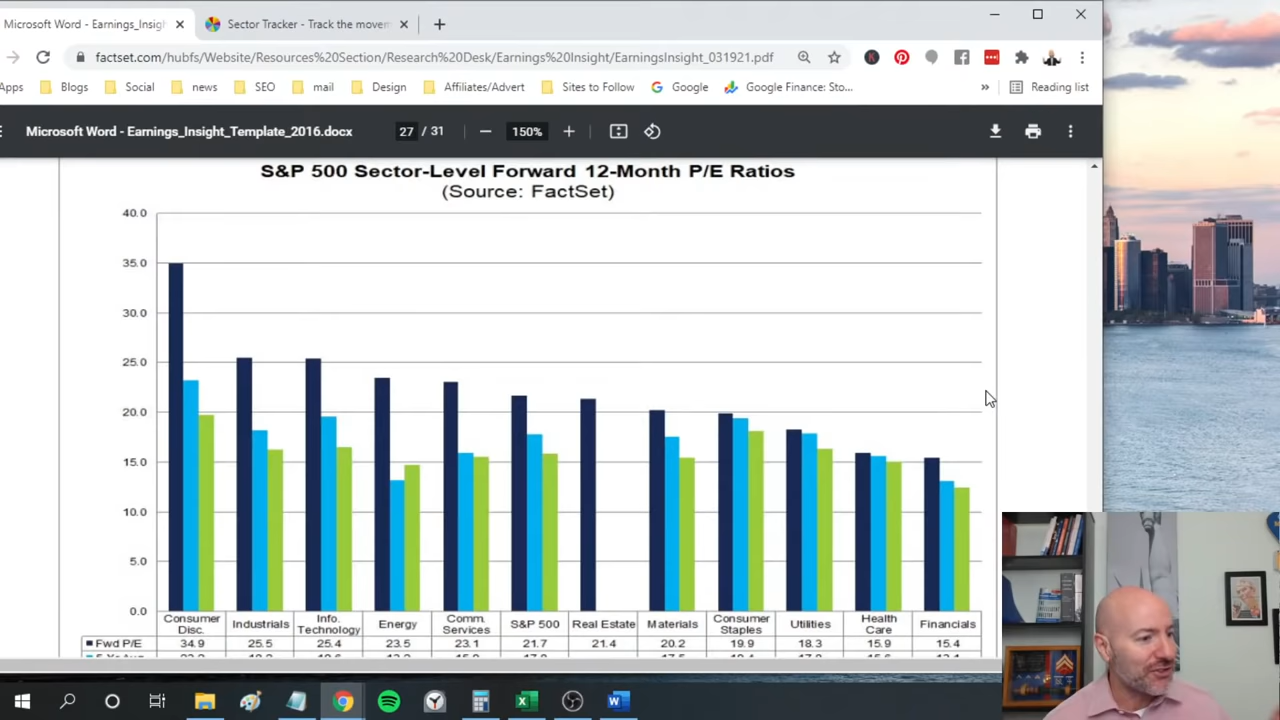 Microsoft Word - Earnings_Insigh
Sector Tracker - Track the movem
factset.com/hubfs/Website/Resources%20Section/Research%20Desk/Earnings%20Insight/EarningsInsight_031921.pdf
Apps
Blogs
Social
news
SEO
mail
Design
Affiliates/Advert
Sites to Follow
Google
Google Finance: Sto...
Reading list
Microsoft Word - Earnings_Insight_Template_2016.docx
27 / 31
150%
S&P 500 Sector-Level Forward 12-Month P/E Ratios
(Source: FactSet)
40.0
35.0
30.0
25.0
20.0
15.0
10.0
5.0
0.0
Consumer Disc. Industrials Info. Technology Energy Comm. Services S&P 500 Real Estate Materials Consumer Staples Utilities Health Care Financials
Fwd P/E 34.9 25.5 25.4 23.5 23.1 21.7 21.4 20.2 19.9 18.3 15.9 15.4